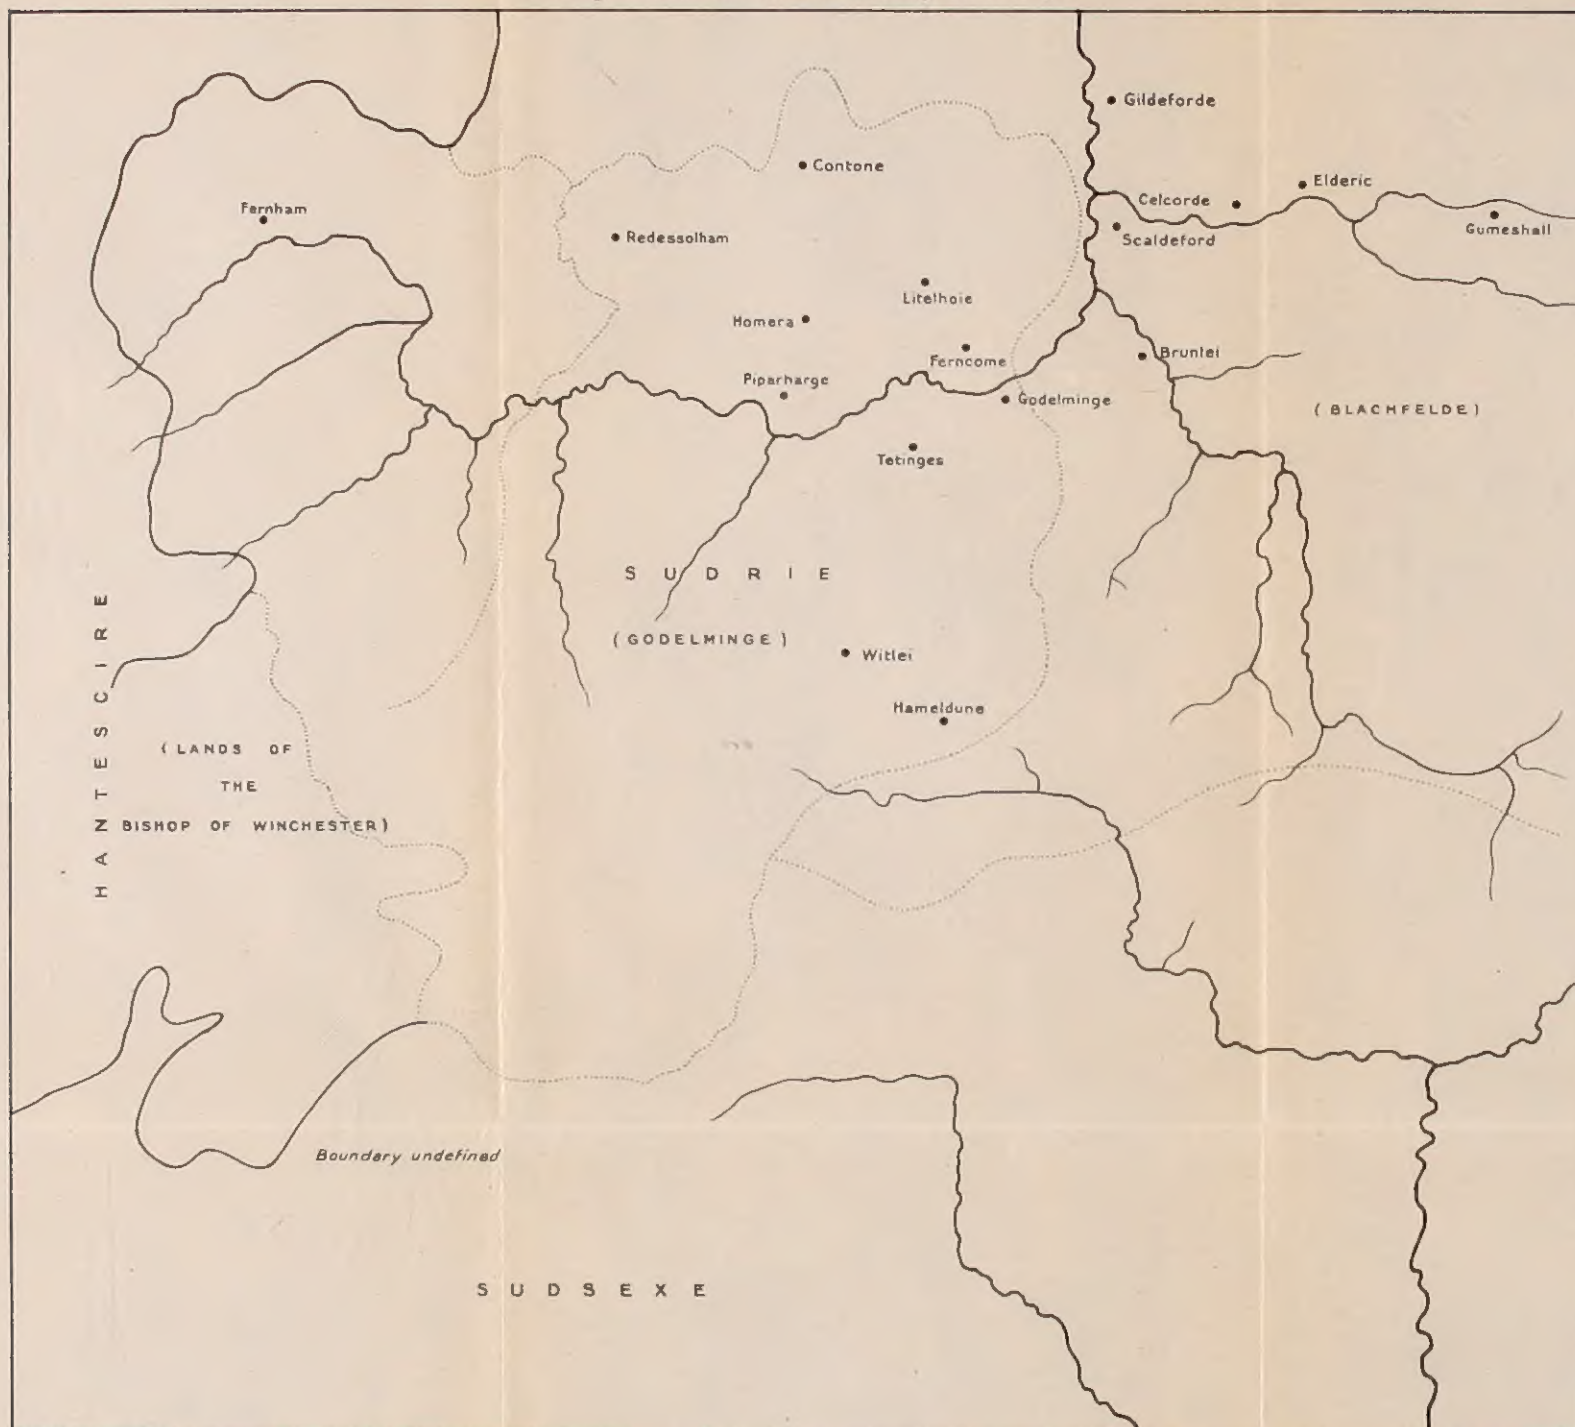 Gildeforde
Contone
Elderic
Celcorde
Fernham
Gumeshall
Redessolham
Scaldeford
Litelhoie
Homera
Bruntei
Ferncome
Piparharge
Godelminge
(BLACHFELDE)
Tetinges
SUDRIE
(GODELMINGE)
Witlei
Hameldune
HANTESCIRE
(LANDS OF
THE
BISHOP OF WINCHESTER)
Boundary undefined
SUDSEXE